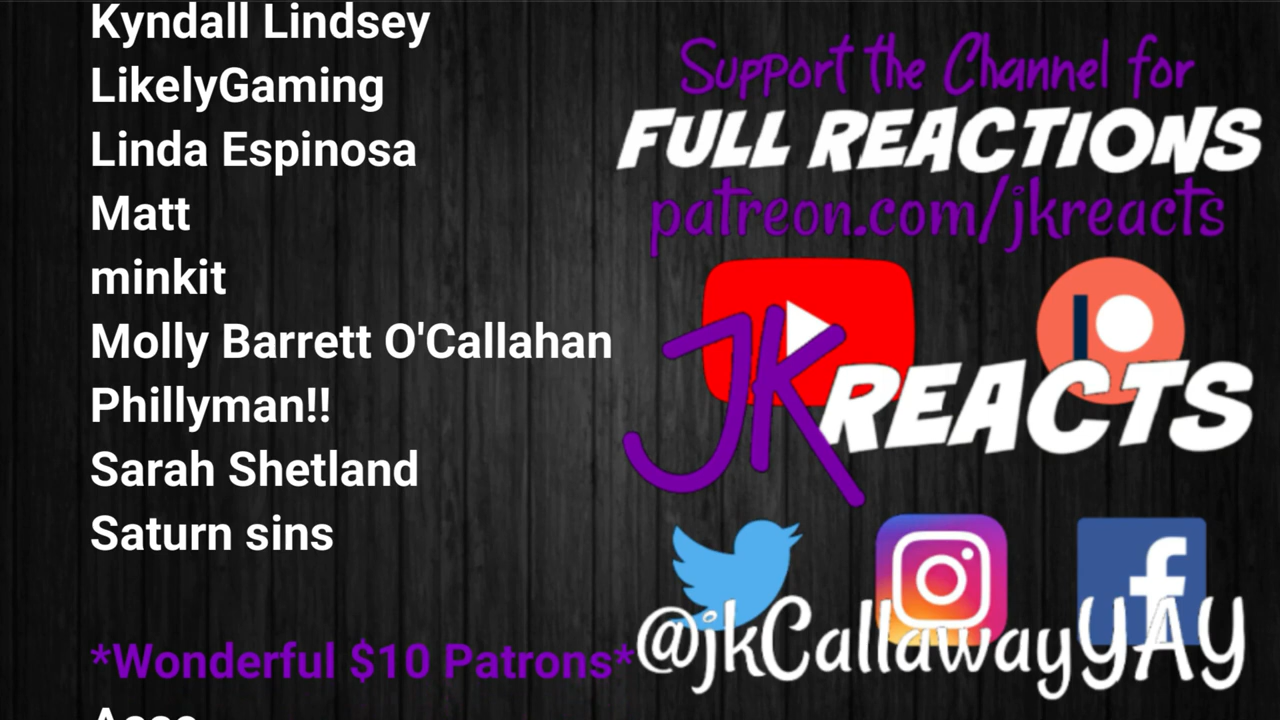 Kyndall Lindsey
LikelyGaming
Linda Espinosa
Matt
minkit
Molly Barrett O'Callahan
Phillyman!!
Sarah Shetland
Saturn sins
*Wonderful $10 Patrons*
Support the Channel for
FULL REACTIONS
patreon.com/jkreacts
JK REACTS
@jkCallawayYAY